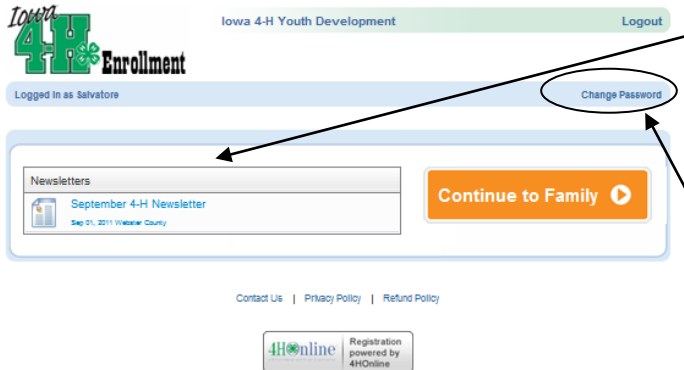 Iowa
4-H
Enrollment
Iowa 4-H Youth Development
Logout
Logged in as Salvatore
Change Password
Newsletters
September 4-H Newsletter
Sep 01, 2011 Webster County
Continue to Family
Contact Us | Privacy Policy | Refund Policy
4HOnline
Registration
powered by
4HOnline